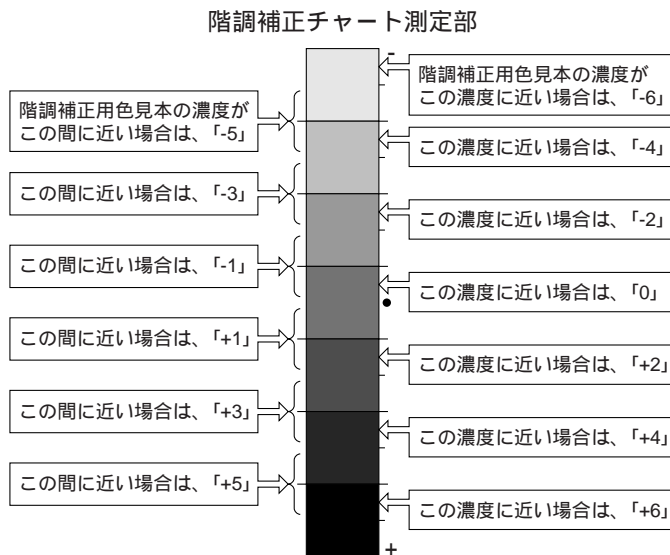 階調補正チャート測定部
-
階調補正用色見本の濃度が
この濃度に近い場合は、「-6」
階調補正用色見本の濃度が
この間に近い場合は、「-5」
この濃度に近い場合は、「-4」
この間に近い場合は、「-3」
この濃度に近い場合は、「-2」
この間に近い場合は、「-1」
この濃度に近い場合は、「0」
この間に近い場合は、「+1」
この濃度に近い場合は、「+2」
この間に近い場合は、「+3」
この濃度に近い場合は、「+4」
この間に近い場合は、「+5」
この濃度に近い場合は、「+6」
+